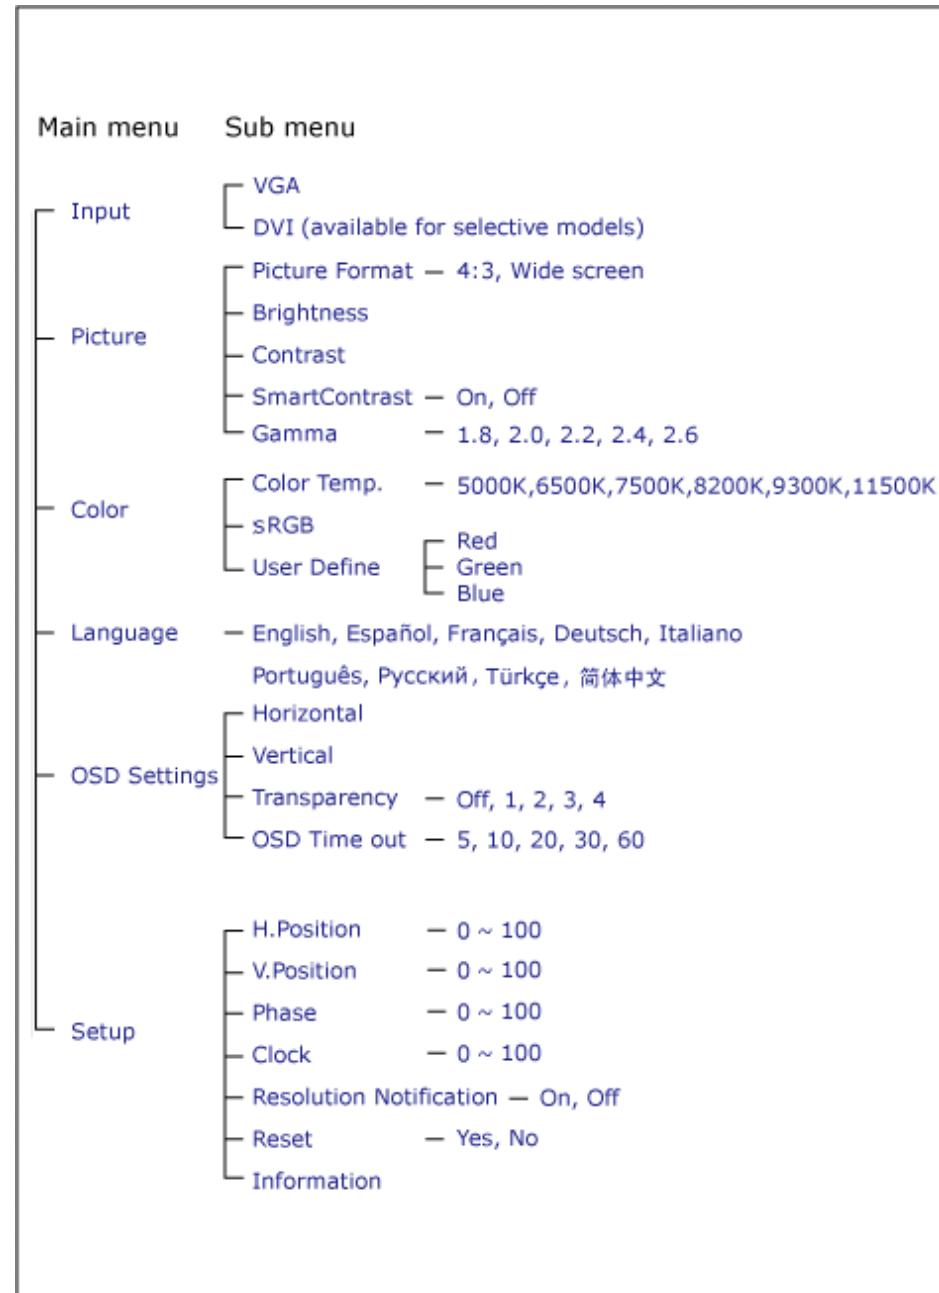 Main menu Sub menu
VGA
Input
DVI (available for selective models)
Picture Format — 4:3, Wide screen
Brightness
Picture
Contrast
SmartContrast — On, Off
Gamma — 1.8, 2.0, 2.2, 2.4, 2.6
Color Temp. — 5000K,6500K,7500K,8200K,9300K,11500K
Color
sRGB
Red
User Define Green
Blue
Language — English, Español, Français, Deutsch, Italiano
Português, Русский, Türkçe, 简体中文
Horizontal
Vertical
OSD Settings
Transparency — Off, 1, 2, 3, 4
OSD Time out — 5, 10, 20, 30, 60
H.Position — 0 ~ 100
V.Position — 0 ~ 100
Phase — 0 ~ 100
Setup
Clock — 0 ~ 100
Resolution Notification — On, Off
Reset — Yes, No
Information